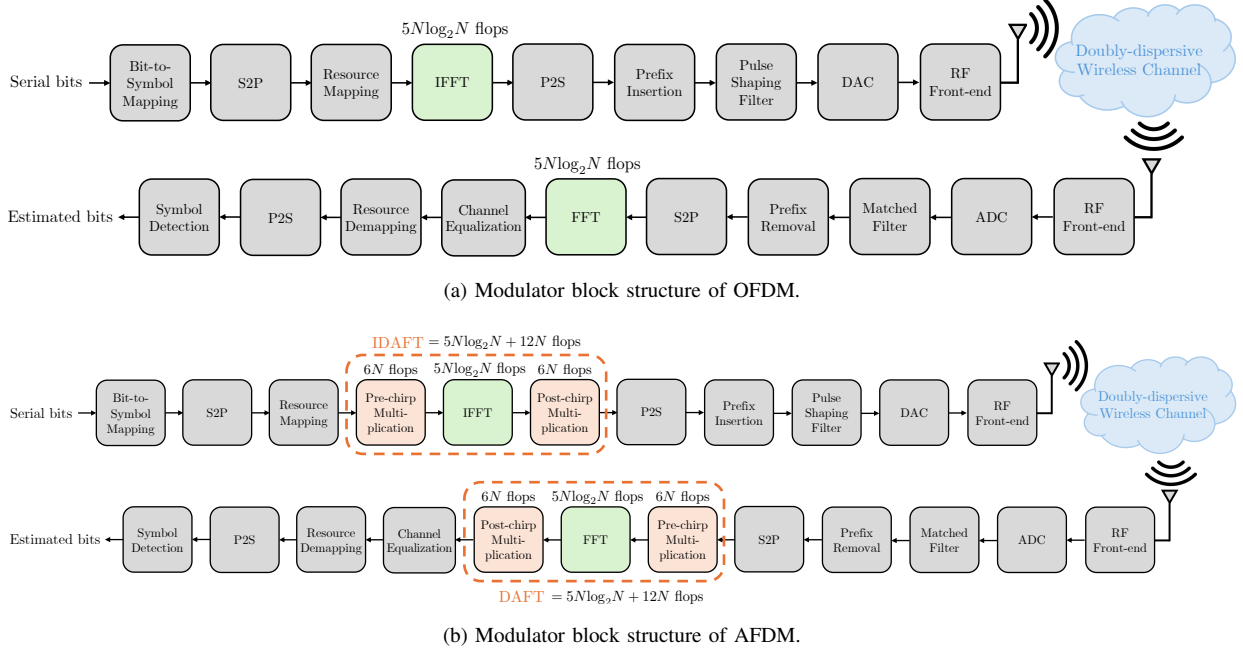 5Nlog₂N flops
Serial bits
Bit-to-
Symbol
Mapping
S2P
Resource
Mapping
IFFT
P2S
Prefix
Insertion
Pulse
Shaping
Filter
DAC
RF
Front-end
Doubly-dispersive
Wireless Channel
5Nlog₂N flops
Estimated bits
Symbol
Detection
P2S
Resource
Demapping
Channel
Equalization
FFT
S2P
Prefix
Removal
Matched
Filter
ADC
RF
Front-end
(a) Modulator block structure of OFDM.
IDAFT = 5Nlog₂N + 12N flops
6N flops
5Nlog₂N flops
6N flops
Serial bits
Bit-to-
Symbol
Mapping
S2P
Resource
Mapping
Pre-chirp
Multi-
plication
IFFT
Post-chirp
Multi-
plication
P2S
Prefix
Insertion
Pulse
Shaping
Filter
DAC
RF
Front-end
Doubly-dispersive
Wireless Channel
6N flops
5Nlog₂N flops
6N flops
Estimated bits
Symbol
Detection
P2S
Resource
Demapping
Channel
Equalization
Post-chirp
Multi-
plication
FFT
Pre-chirp
Multi-
plication
S2P
Prefix
Removal
Matched
Filter
ADC
RF
Front-end
DAFT = 5Nlog₂N + 12N flops
(b) Modulator block structure of AFDM.